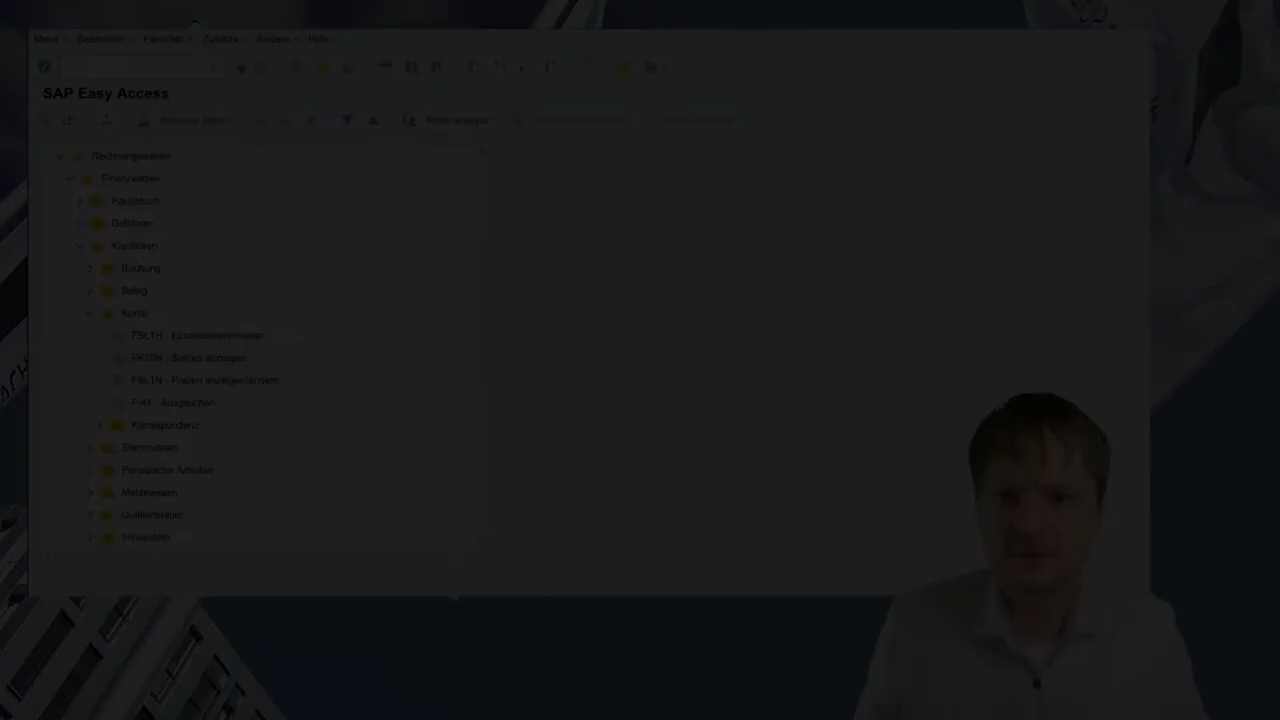 Menü Bearbeiten Favoriten Zusätze System Hilfe
SAP Easy Access
Rechnungswesen
Finanzwesen
Hauptbuch
Debitoren
Kreditoren
Buchung
Beleg
Konto
FBL1H - Einzelpostenbrowser
FK10N - Salden anzeigen
FBL1N - Posten anzeigen/ändern
F-44 - Ausgleichen
Korrespondenz
Stammdaten
Periodische Arbeiten
Meldewesen
Quellensteuer
Infosystem